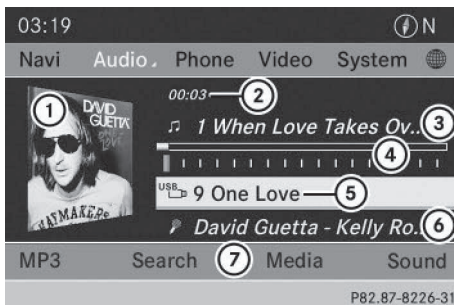 03:19 N
Navi Audio Phone Video System
1 DAVID GUETTA
00:03 2
1 When Love Takes Ov.. 3
4
USB 9 One Love 5
David Guetta - Kelly Ro. 6
MP3 Search 7 Media Sound
P82.87-8226-31